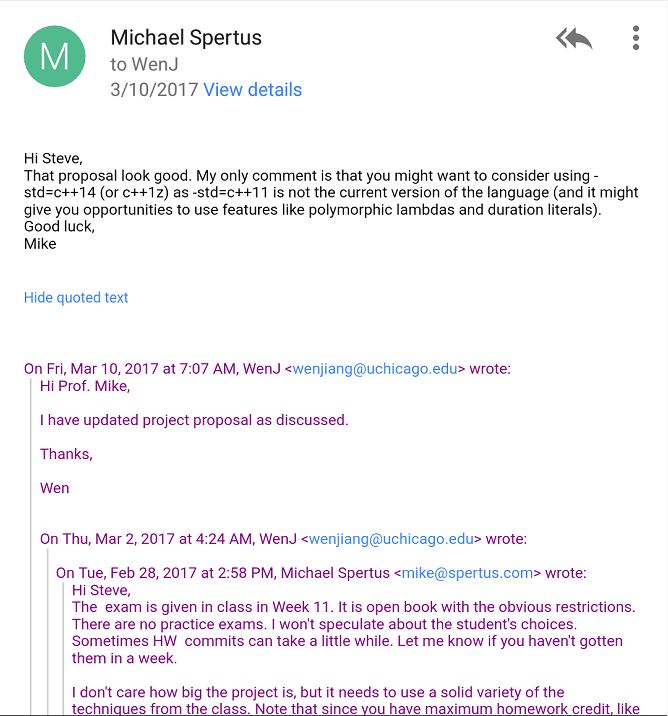 M
Michael Spertus
to WenJ
3/10/2017 View details
Hi Steve,
That proposal look good. My only comment is that you might want to consider using -
std=c++14 (or c++1z) as -std=c++11 is not the current version of the language (and it might
give you opportunities to use features like polymorphic lambdas and duration literals).
Good luck,
Mike
Hide quoted text
On Fri, Mar 10, 2017 at 7:07 AM, WenJ <wenjiang@uchicago.edu> wrote:
Hi Prof. Mike,
I have updated project proposal as discussed.
Thanks,
Wen
On Thu, Mar 2, 2017 at 4:24 AM, WenJ <wenjiang@uchicago.edu> wrote:
On Tue, Feb 28, 2017 at 2:58 PM, Michael Spertus <mike@spertus.com> wrote:
Hi Steve,
The  exam is given in class in Week 11. It is open book with the obvious restrictions.
There are no practice exams. I won't speculate about the student's choices.
Sometimes HW  commits can take a little while. Let me know if you haven't gotten
them in a week.
I don't care how big the project is, but it needs to use a solid variety of the
techniques from the class. Note that since you have maximum homework credit, like